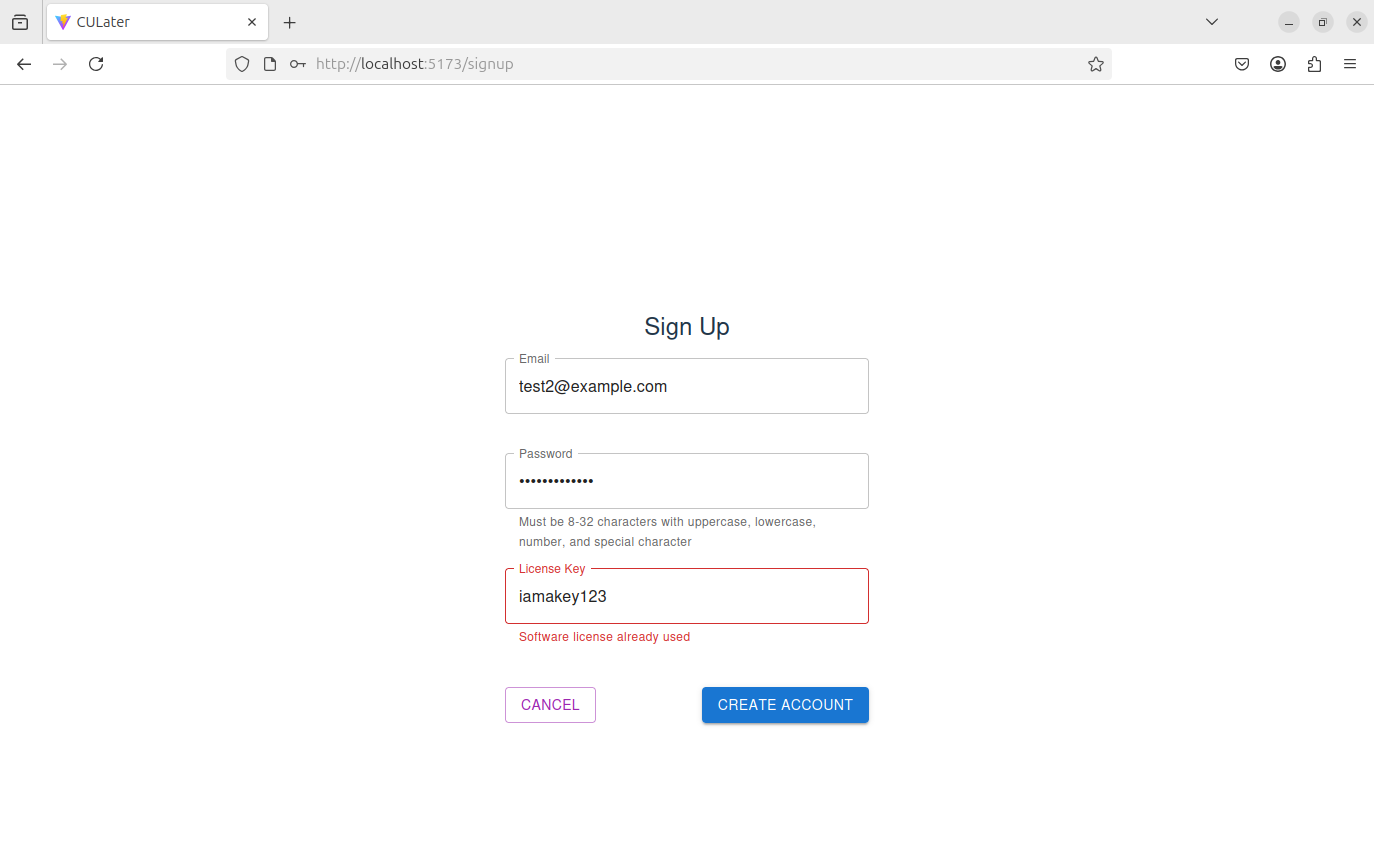 CULater
http://localhost:5173/signup
Sign Up
Email
test2@example.com
Password
•••••••••••••
Must be 8-32 characters with uppercase, lowercase,
number, and special character
License Key
iamakey123
Software license already used
CANCEL
CREATE ACCOUNT